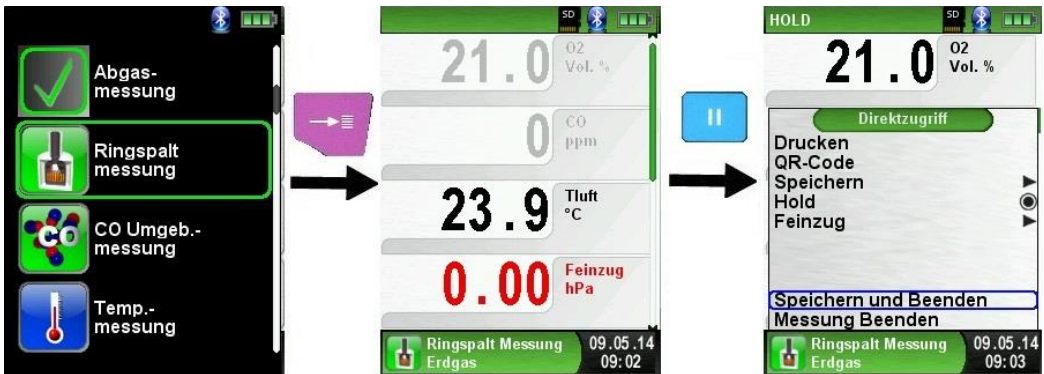 Abgas-
messung
Ringspalt
messung
CO
CO Umgeb.-
messung
Temp.-
messung
SD
21.0
O2
Vol. %
0
CO
ppm
23.9
Tluft
°C
0.00
Feinzug
hPa
Ringspalt Messung
Erdgas
09.05.14
09:02
HOLD
SD
21.0
O2
Vol. %
Direktzugriff
Drucken
QR-Code
Speichern
Hold
Feinzug
Speichern und Beenden
Messung Beenden
Ringspalt Messung
Erdgas
09.05.14
09:03